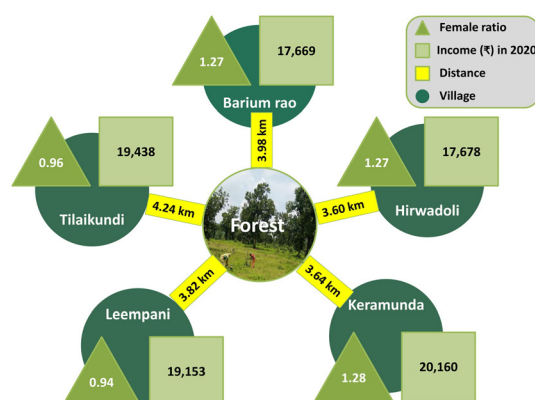 Female ratio
Income (₹) in 2020
Distance
Village
1.27
17,669
Barium rao
3.98 km
0.96
19,438
Tilaikundi
4.24 km
1.27
17,678
Hirwadoli
3.60 km
Forest
3.82 km
3.64 km
Leempani
0.94
19,153
Keramunda
1.28
20,160